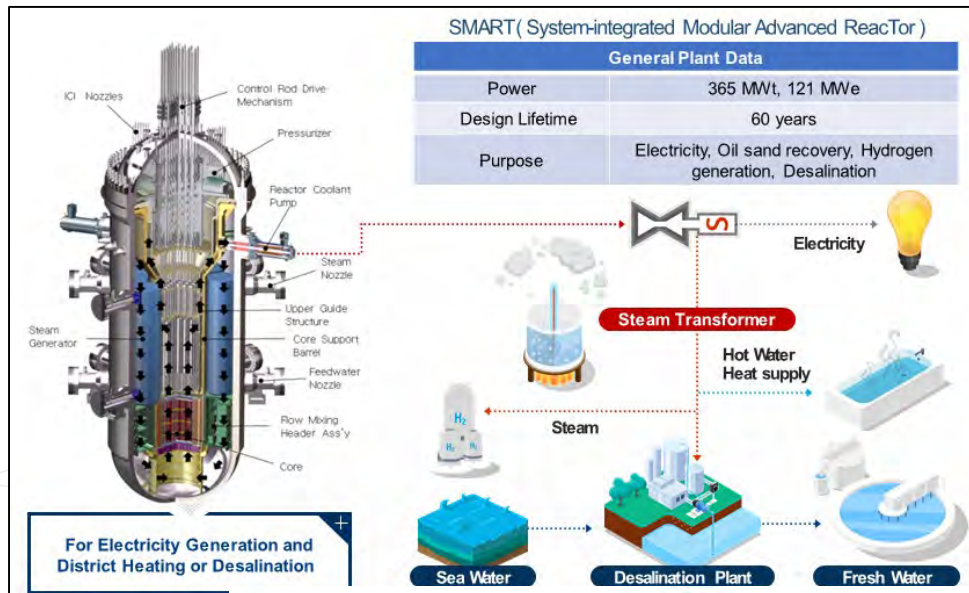 SMART( System-integrated Modular Advanced ReacTor )
General Plant Data
Power
365 MWt, 121 MWe
Design Lifetime
60 years
Purpose
Electricity, Oil sand recovery, Hydrogen
generation, Desalination
ICI Nozzles
Control Rod Drive
Mechanism
Pressurizer
Reactor Coolant
Pump
Steam
Nozzle
Upper Guide
Structure
Steam
Generator
Core Support
Barrel
Feedwater
Nozzle
Flow Mixing
Header Ass'y
Core
For Electricity Generation and
District Heating or Desalination
S
Electricity
Steam Transformer
Hot Water
Heat supply
Steam
H₂
H₂
H₂
Sea Water
Desalination Plant
Fresh Water